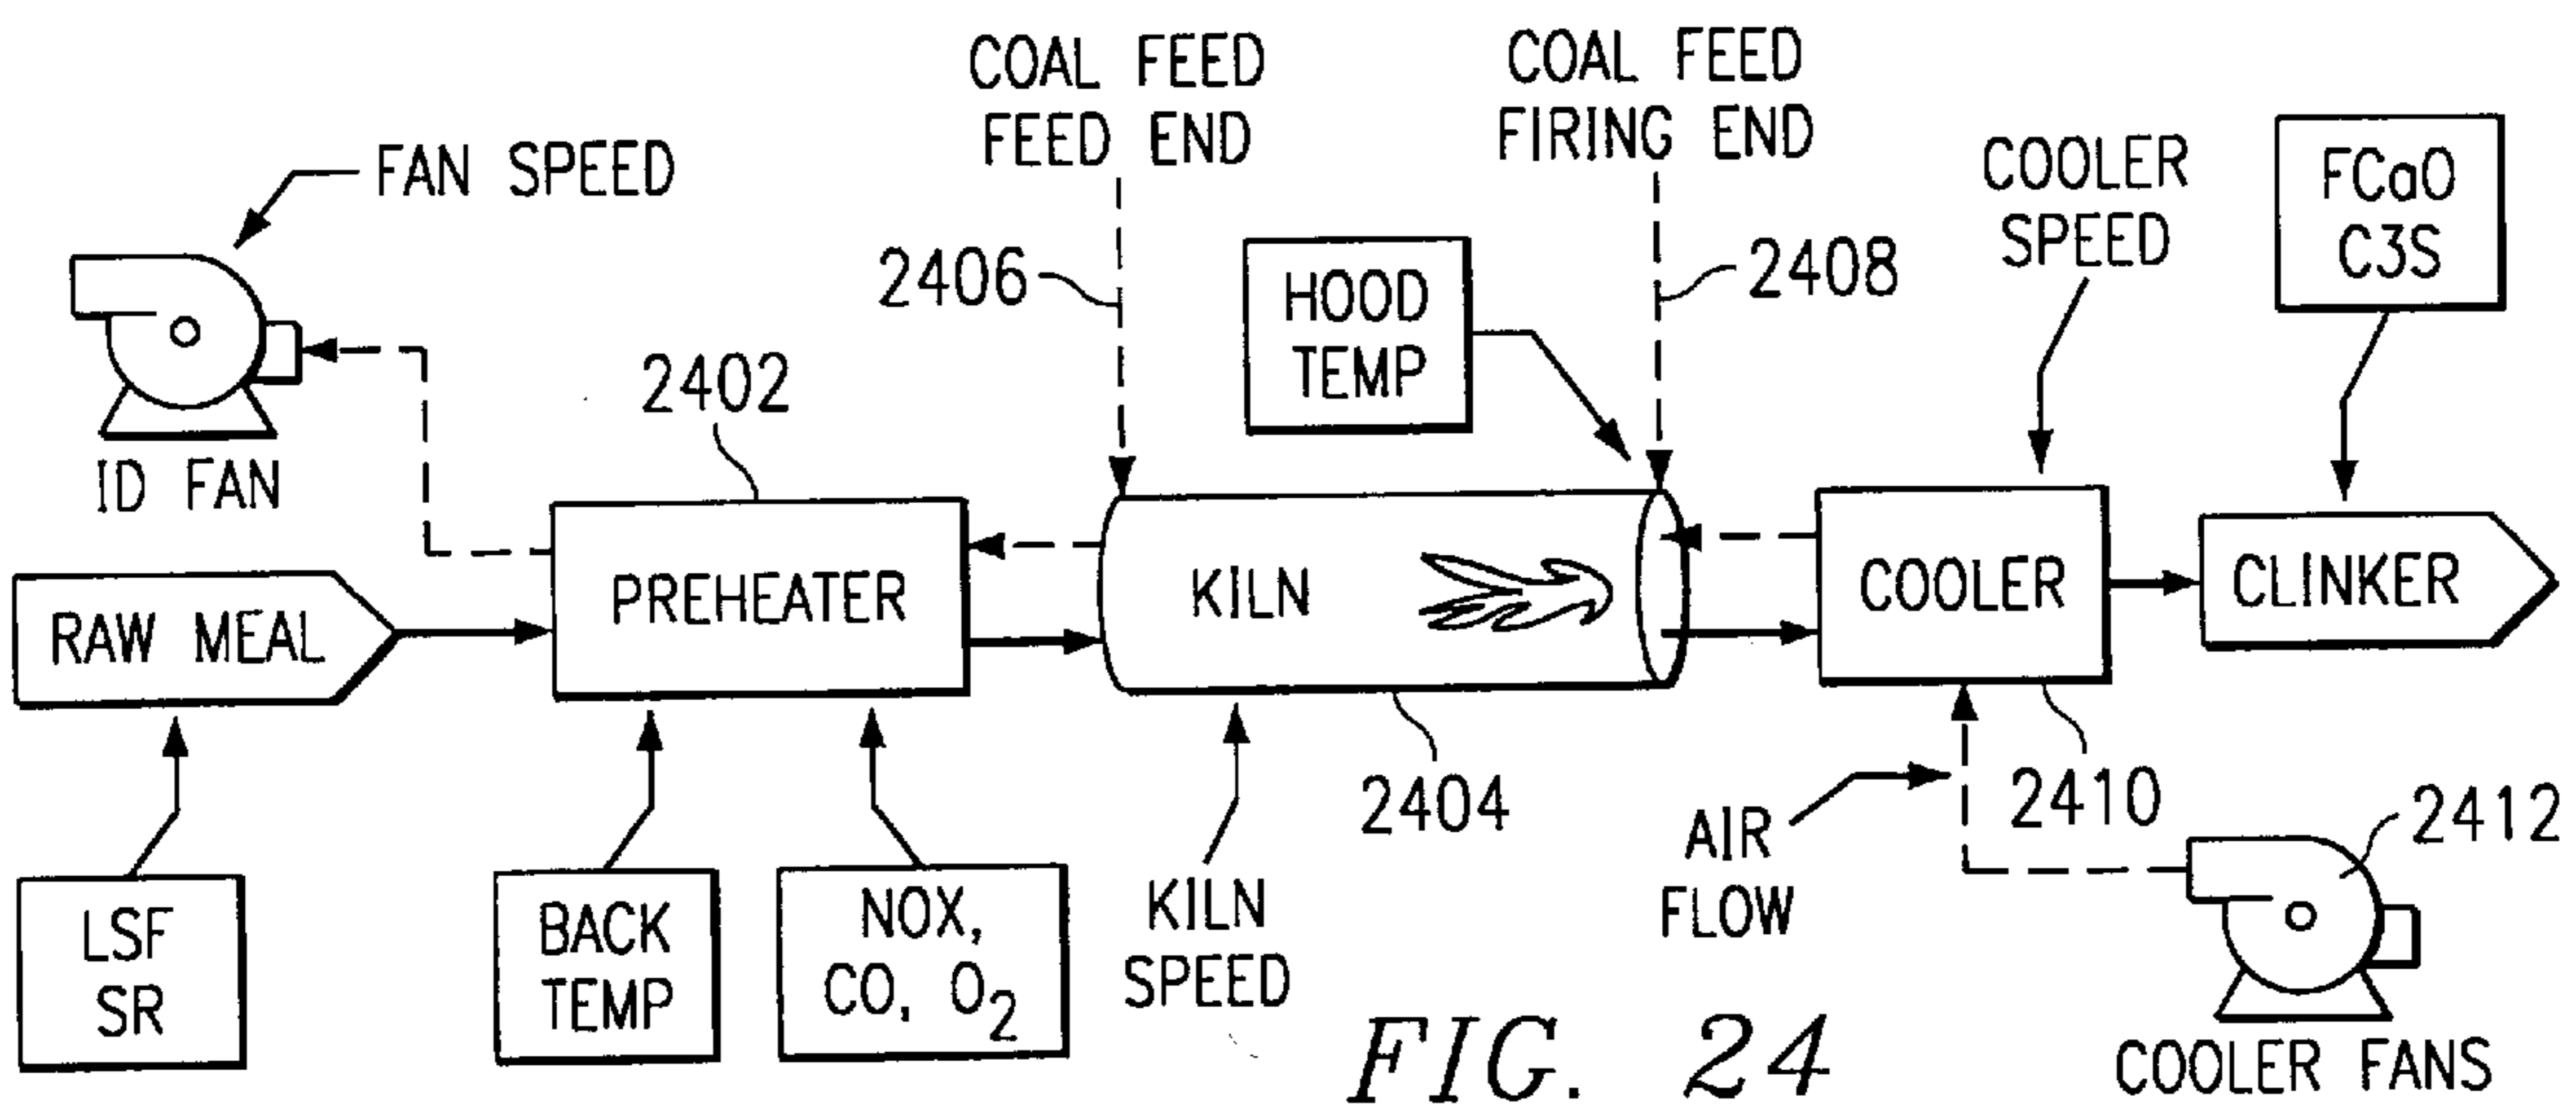 COAL FEED
FEED END
COAL FEED
FIRING END
FAN SPEED
COOLER
SPEED
FCaO
C3S
2406
HOOD
TEMP
2408
2402
ID FAN
RAW MEAL
PREHEATER
KILN
COOLER
CLINKER
2404
2410
2412
AIR
FLOW
LSF
SR
BACK
TEMP
NOX,
CO, O2
KILN
SPEED
COOLER FANS
FIG. 24